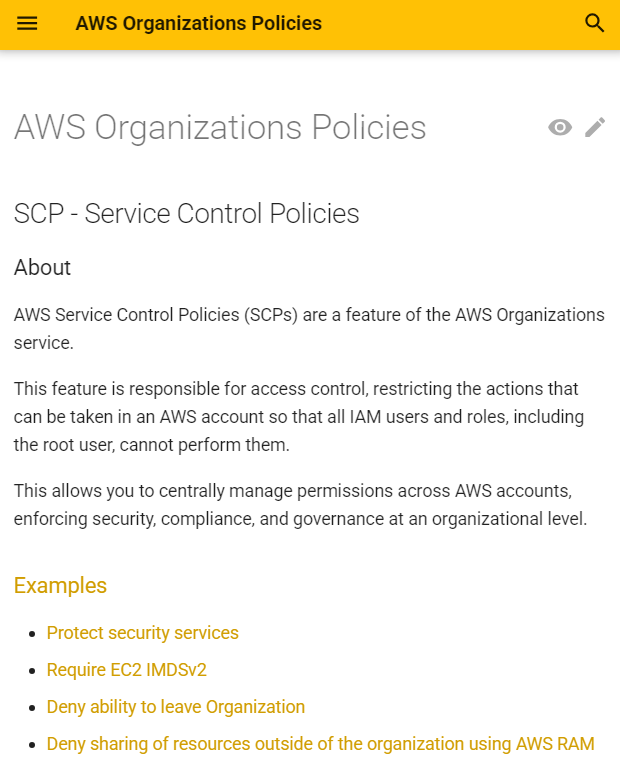 AWS Organizations Policies
AWS Organizations Policies
SCP - Service Control Policies
About
AWS Service Control Policies (SCPs) are a feature of the AWS Organizations
service.
This feature is responsible for access control, restricting the actions that
can be taken in an AWS account so that all IAM users and roles, including
the root user, cannot perform them.
This allows you to centrally manage permissions across AWS accounts,
enforcing security, compliance, and governance at an organizational level.
Examples
• Protect security services
• Require EC2 IMDSv2
• Deny ability to leave Organization
• Deny sharing of resources outside of the organization using AWS RAM